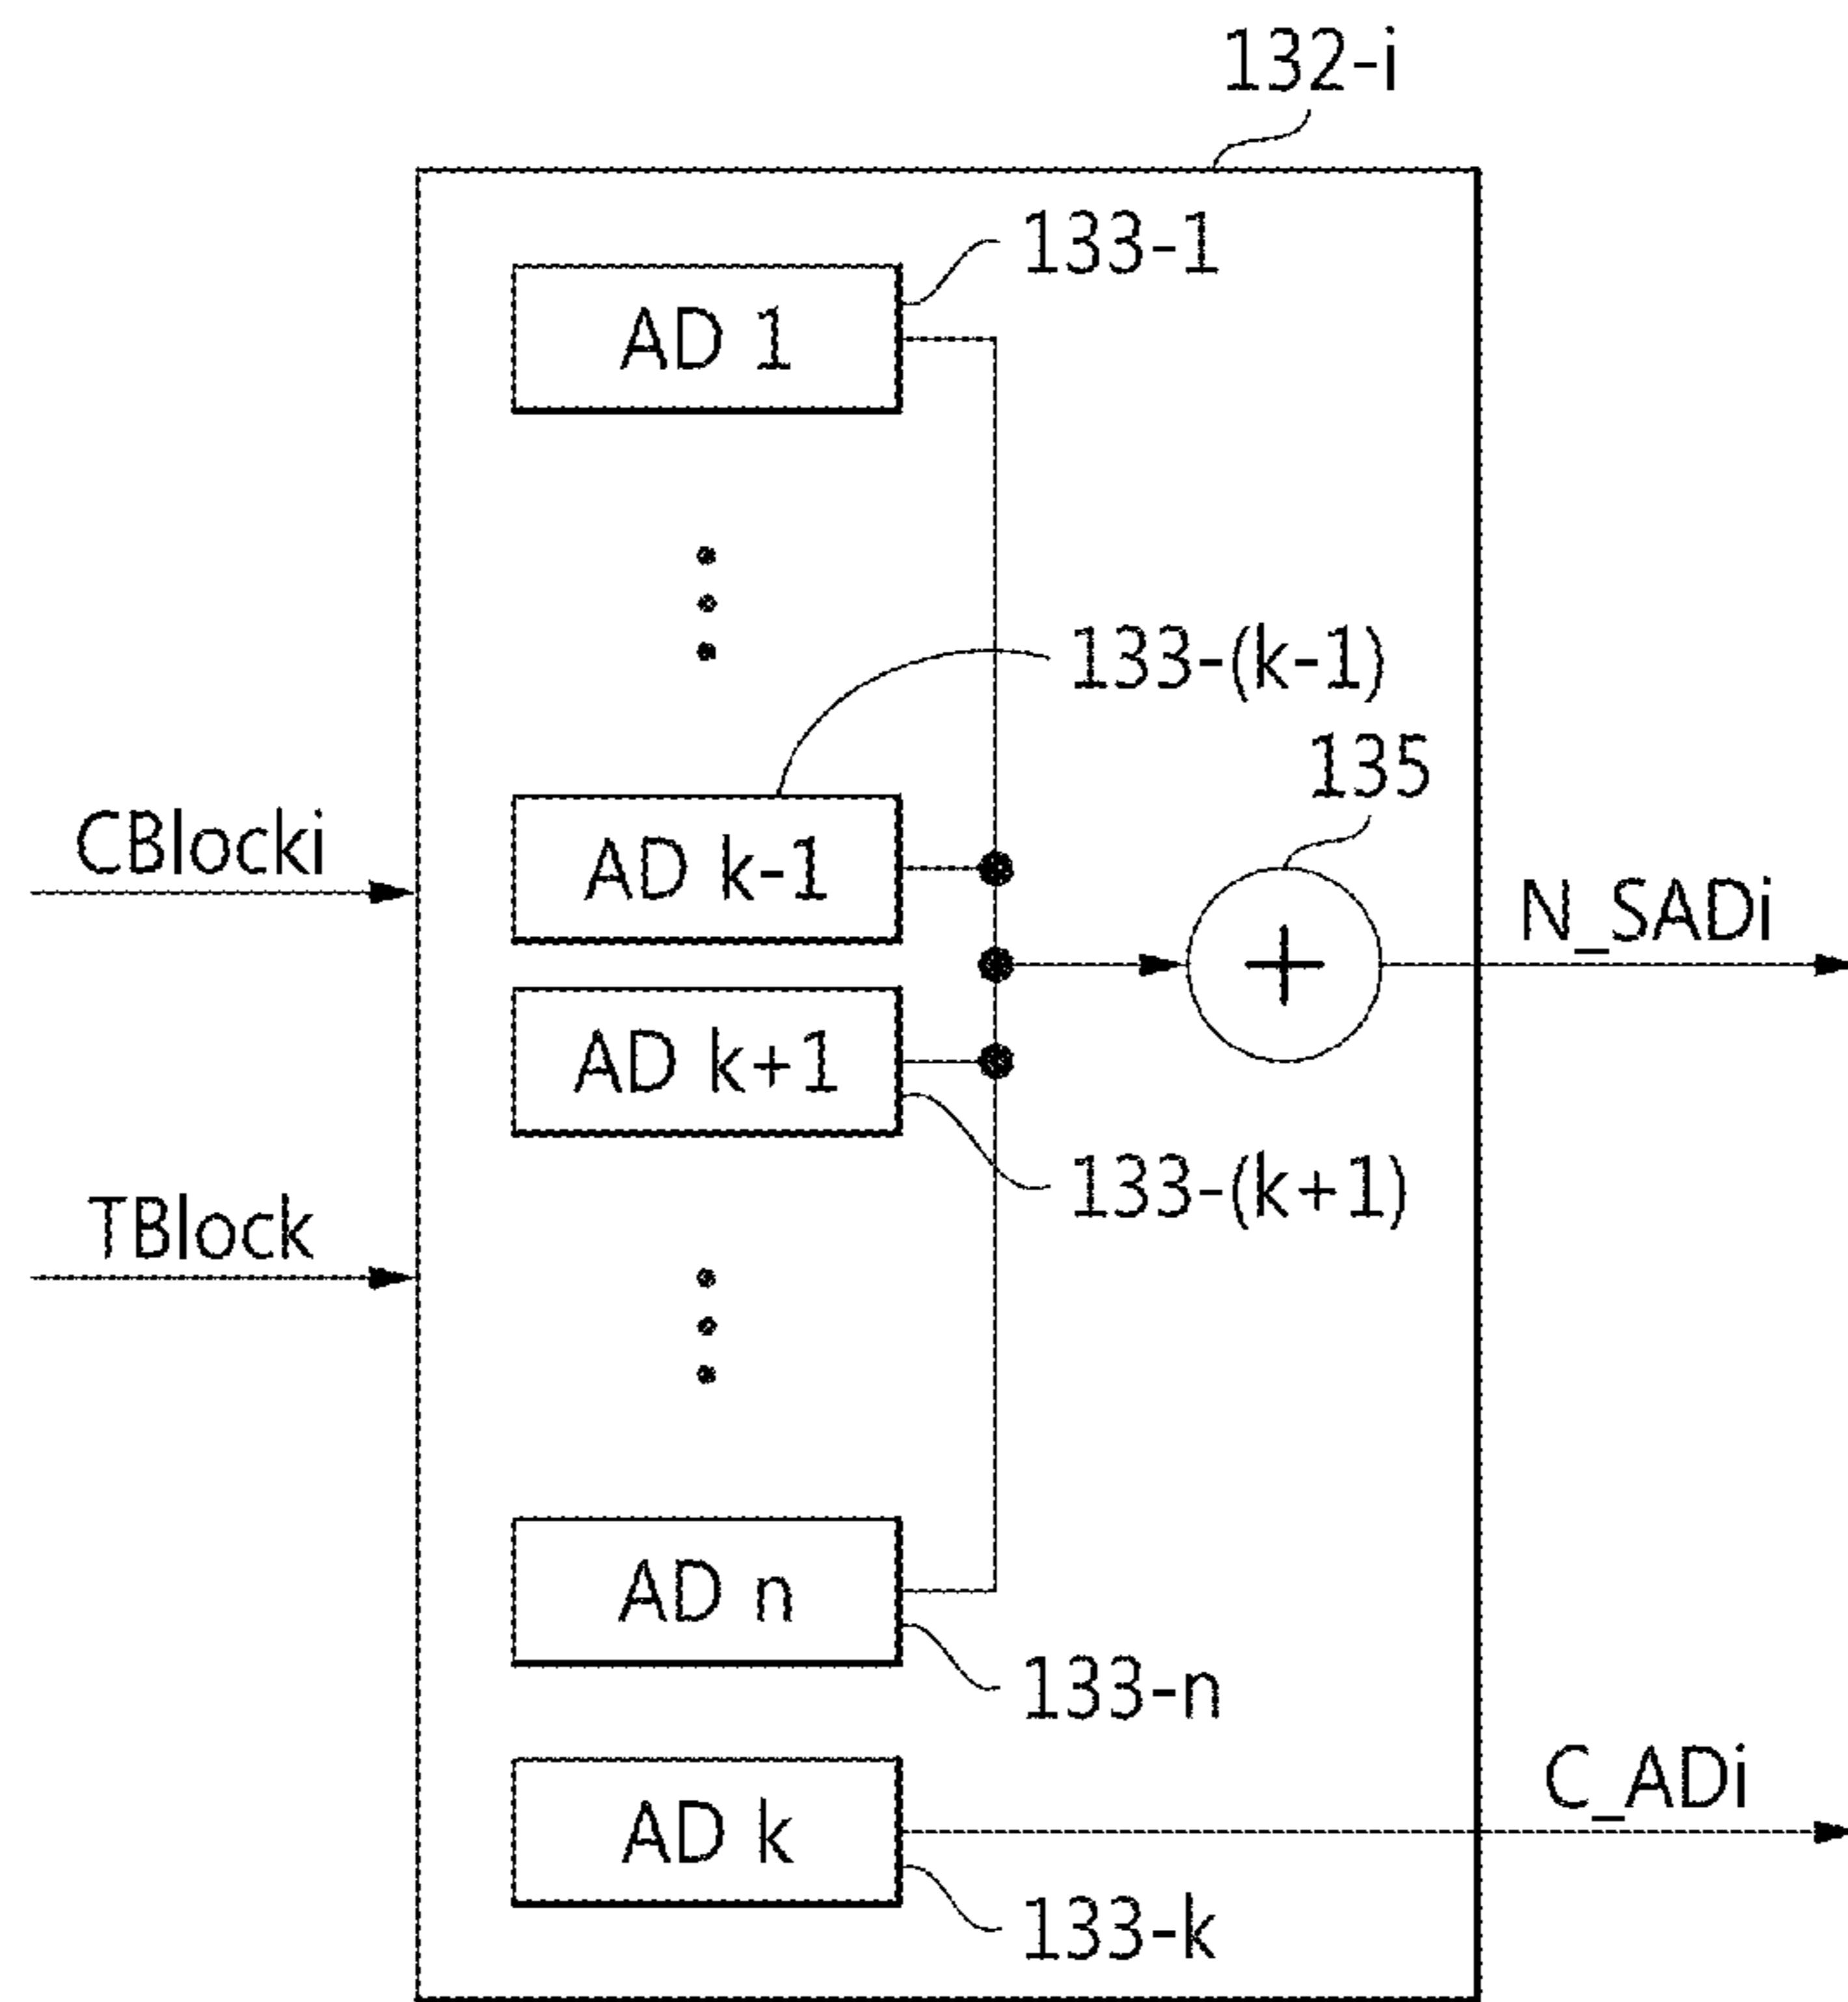 132-i
133-1
AD 1
133-(k-1)
135
CBlocki
AD k-1
+
N_SADi
AD k+1
133-(k+1)
TBlock
AD n
133-n
C_ADi
AD k
133-k